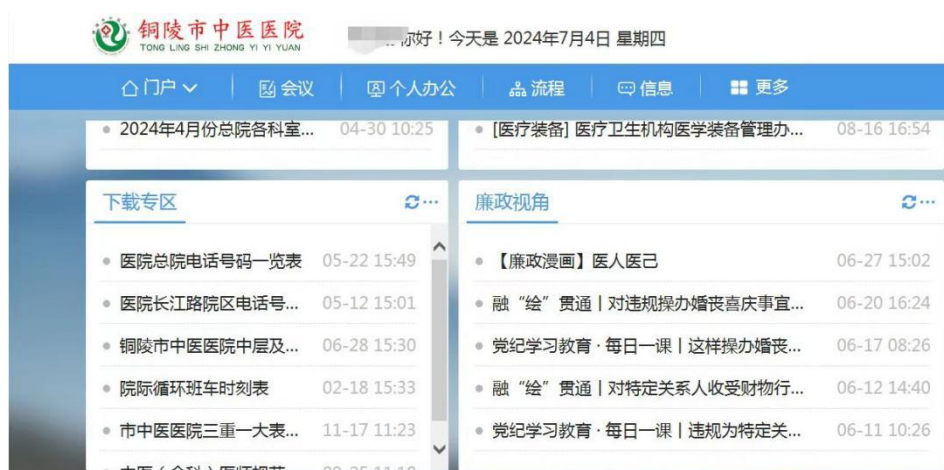 铜陵市中医医院
TONG LING SHI ZHONG YI YI YUAN
你好！今天是 2024年7月4日 星期四
门户 会议 个人办公 流程 信息 更多
2024年4月份总院各科室... 04-30 10:25
[医疗装备] 医疗卫生机构医学装备管理办... 08-16 16:54
下载专区
医院总院电话号码一览表 05-22 15:49
医院长江路院区电话号... 05-12 15:01
铜陵市中医医院中层及... 06-28 15:30
院际循环班车时刻表 02-18 15:33
市中医医院三重一大表... 11-17 11:23
廉政视角
【廉政漫画】医人医己 06-27 15:02
融“绘”贯通丨对违规操办婚丧喜庆事宜... 06-20 16:24
党纪学习教育·每日一课丨这样操办婚丧... 06-17 08:26
融“绘”贯通丨对特定关系人收受财物行... 06-12 14:40
党纪学习教育·每日一课丨违规为特定关... 06-11 10:26